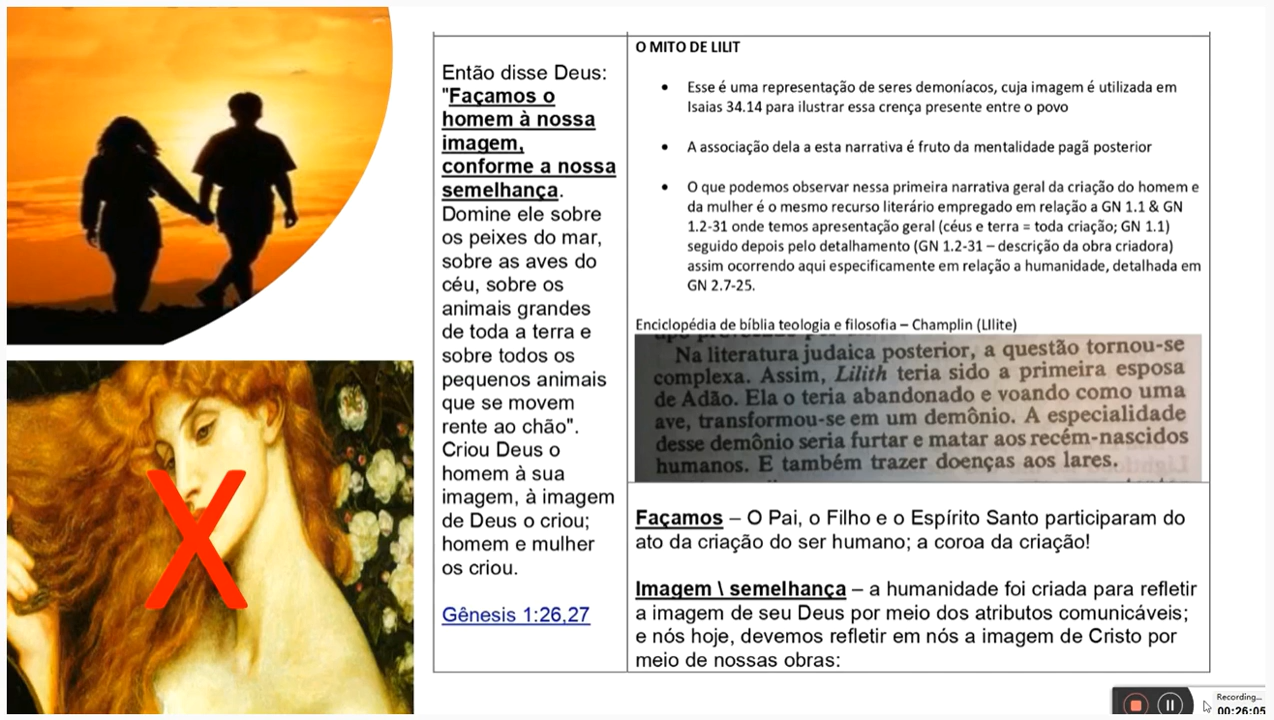 Então disse Deus:
"Façamos o
homem à nossa
imagem,
conforme a nossa
semelhança.
Domine ele sobre
os peixes do mar,
sobre as aves do
céu, sobre os
animais grandes
de toda a terra e
sobre todos os
pequenos animais
que se movem
rente ao chão".
Criou Deus o
homem à sua
imagem, à imagem
de Deus o criou;
homem e mulher
os criou.
Gênesis 1:26,27
O MITO DE LILIT
• Esse é uma representação de seres demoníacos, cuja imagem é utilizada em
Isaias 34.14 para ilustrar essa crença presente entre o povo
• A associação dela a esta narrativa é fruto da mentalidade pagã posterior
• O que podemos observar nessa primeira narrativa geral da criação do homem e
da mulher é o mesmo recurso literário empregado em relação a GN 1.1 & GN
1.2-31 onde temos apresentação geral (céus e terra = toda criação; GN 1.1)
seguido depois pelo detalhamento (GN 1.2-31 – descrição da obra criadora)
assim ocorrendo aqui especificamente em relação a humanidade, detalhada em
GN 2.7-25.
Enciclopédia de bíblia teologia e filosofia – Champlin (LIlite)
Na literatura judaica posterior, a questão tornou-se
complexa. Assim, Lilith teria sido a primeira esposa
de Adão. Ela o teria abandonado e voando como uma
ave, transformou-se em um demônio. A especialidade
desse demônio seria furtar e matar aos recém-nascidos
humanos. E também trazer doenças aos lares.
Façamos – O Pai, o Filho e o Espírito Santo participaram do
ato da criação do ser humano; a coroa da criação!
Imagem \ semelhança – a humanidade foi criada para refletir
a imagem de seu Deus por meio dos atributos comunicáveis;
e nós hoje, devemos refletir em nós a imagem de Cristo por
meio de nossas obras:
X
Recording...
00:26:05